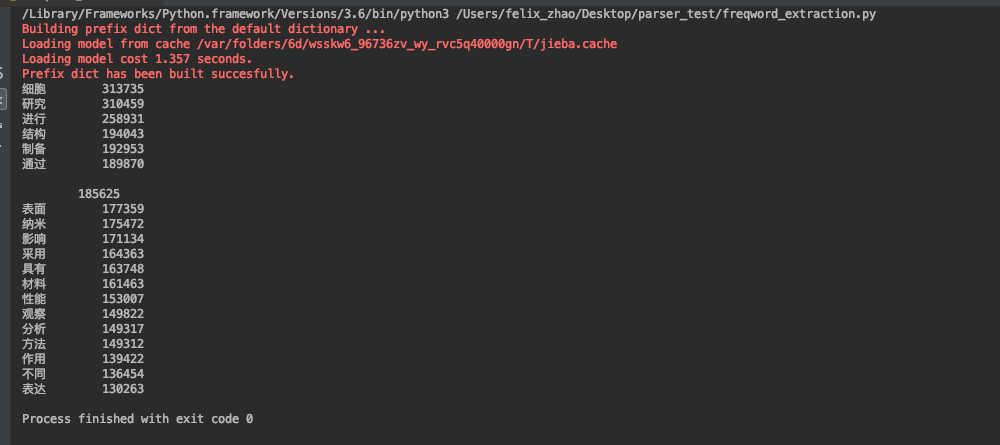 /Library/Frameworks/Python.framework/Versions/3.6/bin/python3 /Users/felix_zhao/Desktop/parser_test/freqword_extraction.py
Building prefix dict from the default dictionary ...
Loading model from cache /var/folders/6d/wsskw6_96736zv_wy_rvc5q40000gn/T/jieba.cache
Loading model cost 1.357 seconds.
Prefix dict has been built succesfully.
细胞 313735
研究 310459
进行 258931
结构 194043
制备 192953
通过 189870
185625
表面 177359
纳米 175472
影响 171134
采用 164363
具有 163748
材料 161463
性能 153007
观察 149822
分析 149317
方法 149312
作用 139422
不同 136454
表达 130263
Process finished with exit code 0